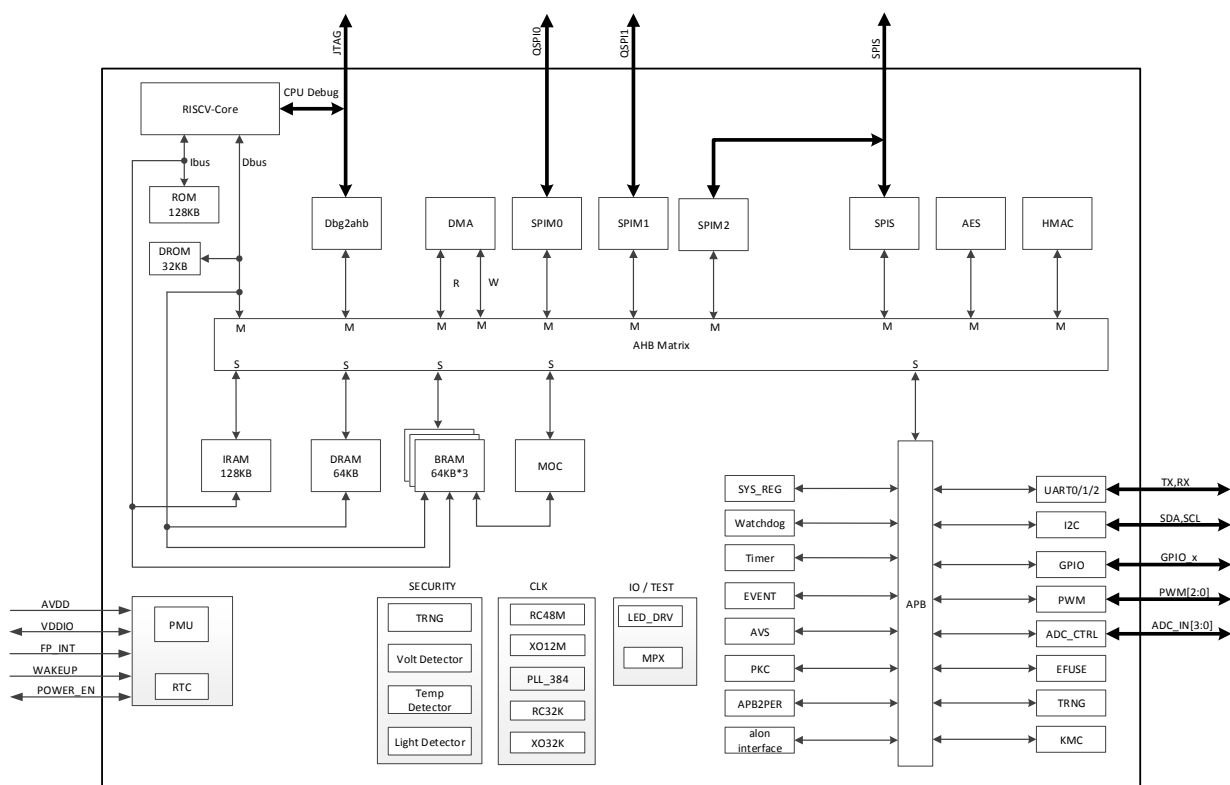 JTAG
QSPI0
QSPI1
SPIS
CPU Debug
RISCV-Core
Ibus
Dbus
ROM
128KB
DROM
32KB
Dbg2ahb
DMA
SPIM0
SPIM1
SPIM2
SPIS
AES
HMAC
R
W
M
M
M
M
M
M
M
M
M
M
AHB Matrix
S
S
S
S
S
IRAM
128KB
DRAM
64KB
BRAM
64KB*3
MOC
SYS_REG
Watchdog
Timer
EVENT
AVS
PKC
APB2PER
alon
interface
APB
UART0/1/2
I2C
GPIO
PWM
ADC_CTRL
EFUSE
TRNG
KMC
TX,RX
SDA,SCL
GPIO_x
PWM[2:0]
ADC_IN[3:0]
AVDD
VDDIO
FP_INT
WAKEUP
POWER_EN
PMU
RTC
SECURITY
TRNG
Volt Detector
Temp
Detector
Light Detector
CLK
RC48M
XO12M
PLL_384
RC32K
XO32K
IO / TEST
LED_DRV
MPX